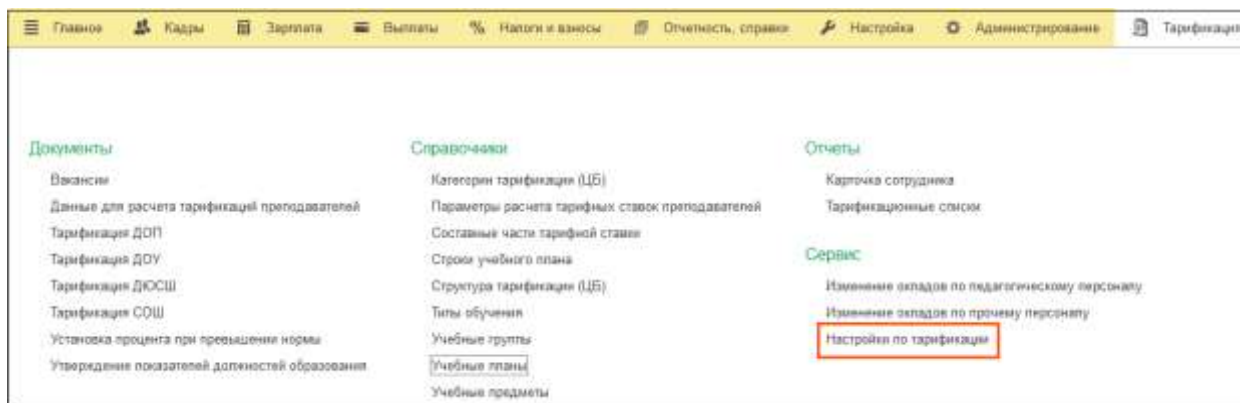 Главное Кадры Зарплата Выплаты Налоги и взносы Отчетность, справки Настройка Администрирование Тарификация
Документы
Вакансии
Данные для расчета тарификаций преподавателей
Тарификация ДОП
Тарификация ДОУ
Тарификация ДЮСШ
Тарификация СОШ
Установка процента при превышении нормы
Утверждение показателей должностей образования
Справочники
Категории тарификации (ЦБ)
Параметры расчета тарифных ставок преподавателей
Составные части тарифной ставки
Строки учебного плана
Структура тарификации (ЦБ)
Типы обучения
Учебные группы
Учебные планы
Учебные предметы
Отчеты
Карточка сотрудника
Тарификационные списки
Сервис
Изменение окладов по педагогическому персоналу
Изменение окладов по прочему персоналу
Настройки по тарификации